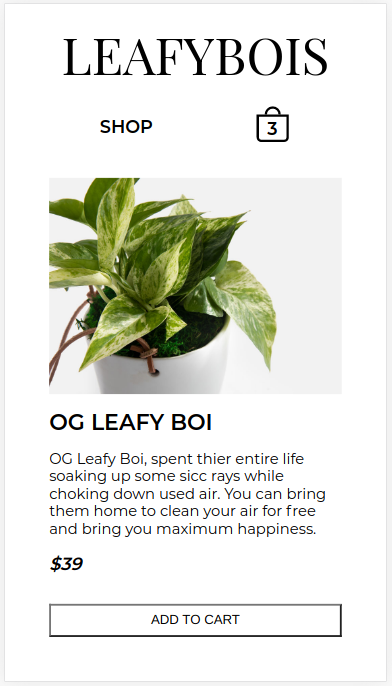 LEAFYBOIS
SHOP
3
OG LEAFY BOI
OG Leafy Boi, spent thier entire life
soaking up some sicc rays while
choking down used air. You can bring
them home to clean your air for free
and bring you maximum happiness.
$39
ADD TO CART